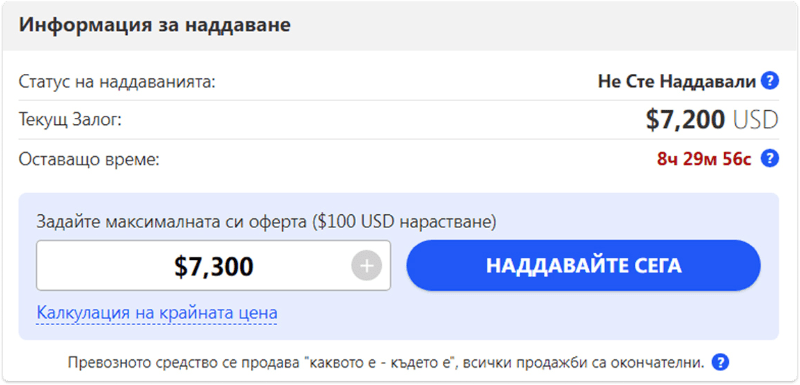 Информация за наддаване
Статус на наддаванията: Не Сте Наддавали ?
Текущ Залог: $7,200 USD
Оставащо време: 8ч 29м 56с ?
Задайте максималната си оферта ($100 USD нарастване)
$7,300 + НАДДАВАЙТЕ СЕГА
Калкулация на крайната цена
Превозното средство се продава "каквото е - където е", всички продажби са окончателни. ?